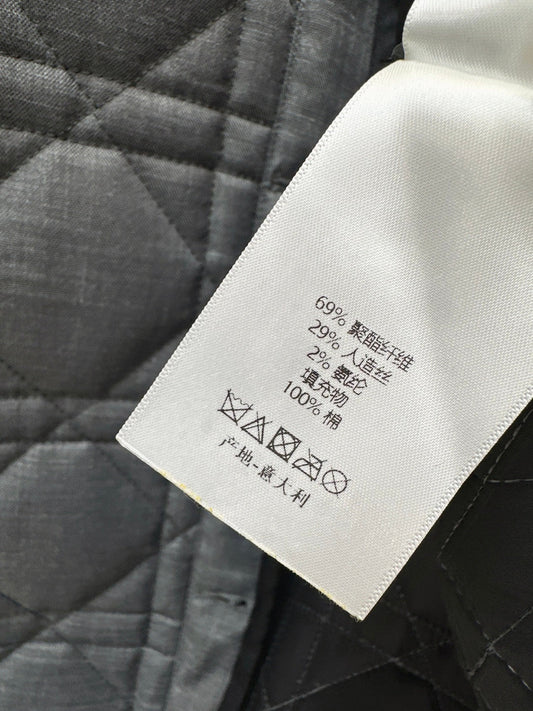 69% 聚酯纤维
29% 人造丝
2% 氨纶
填充物
100% 棉
产地-意大利